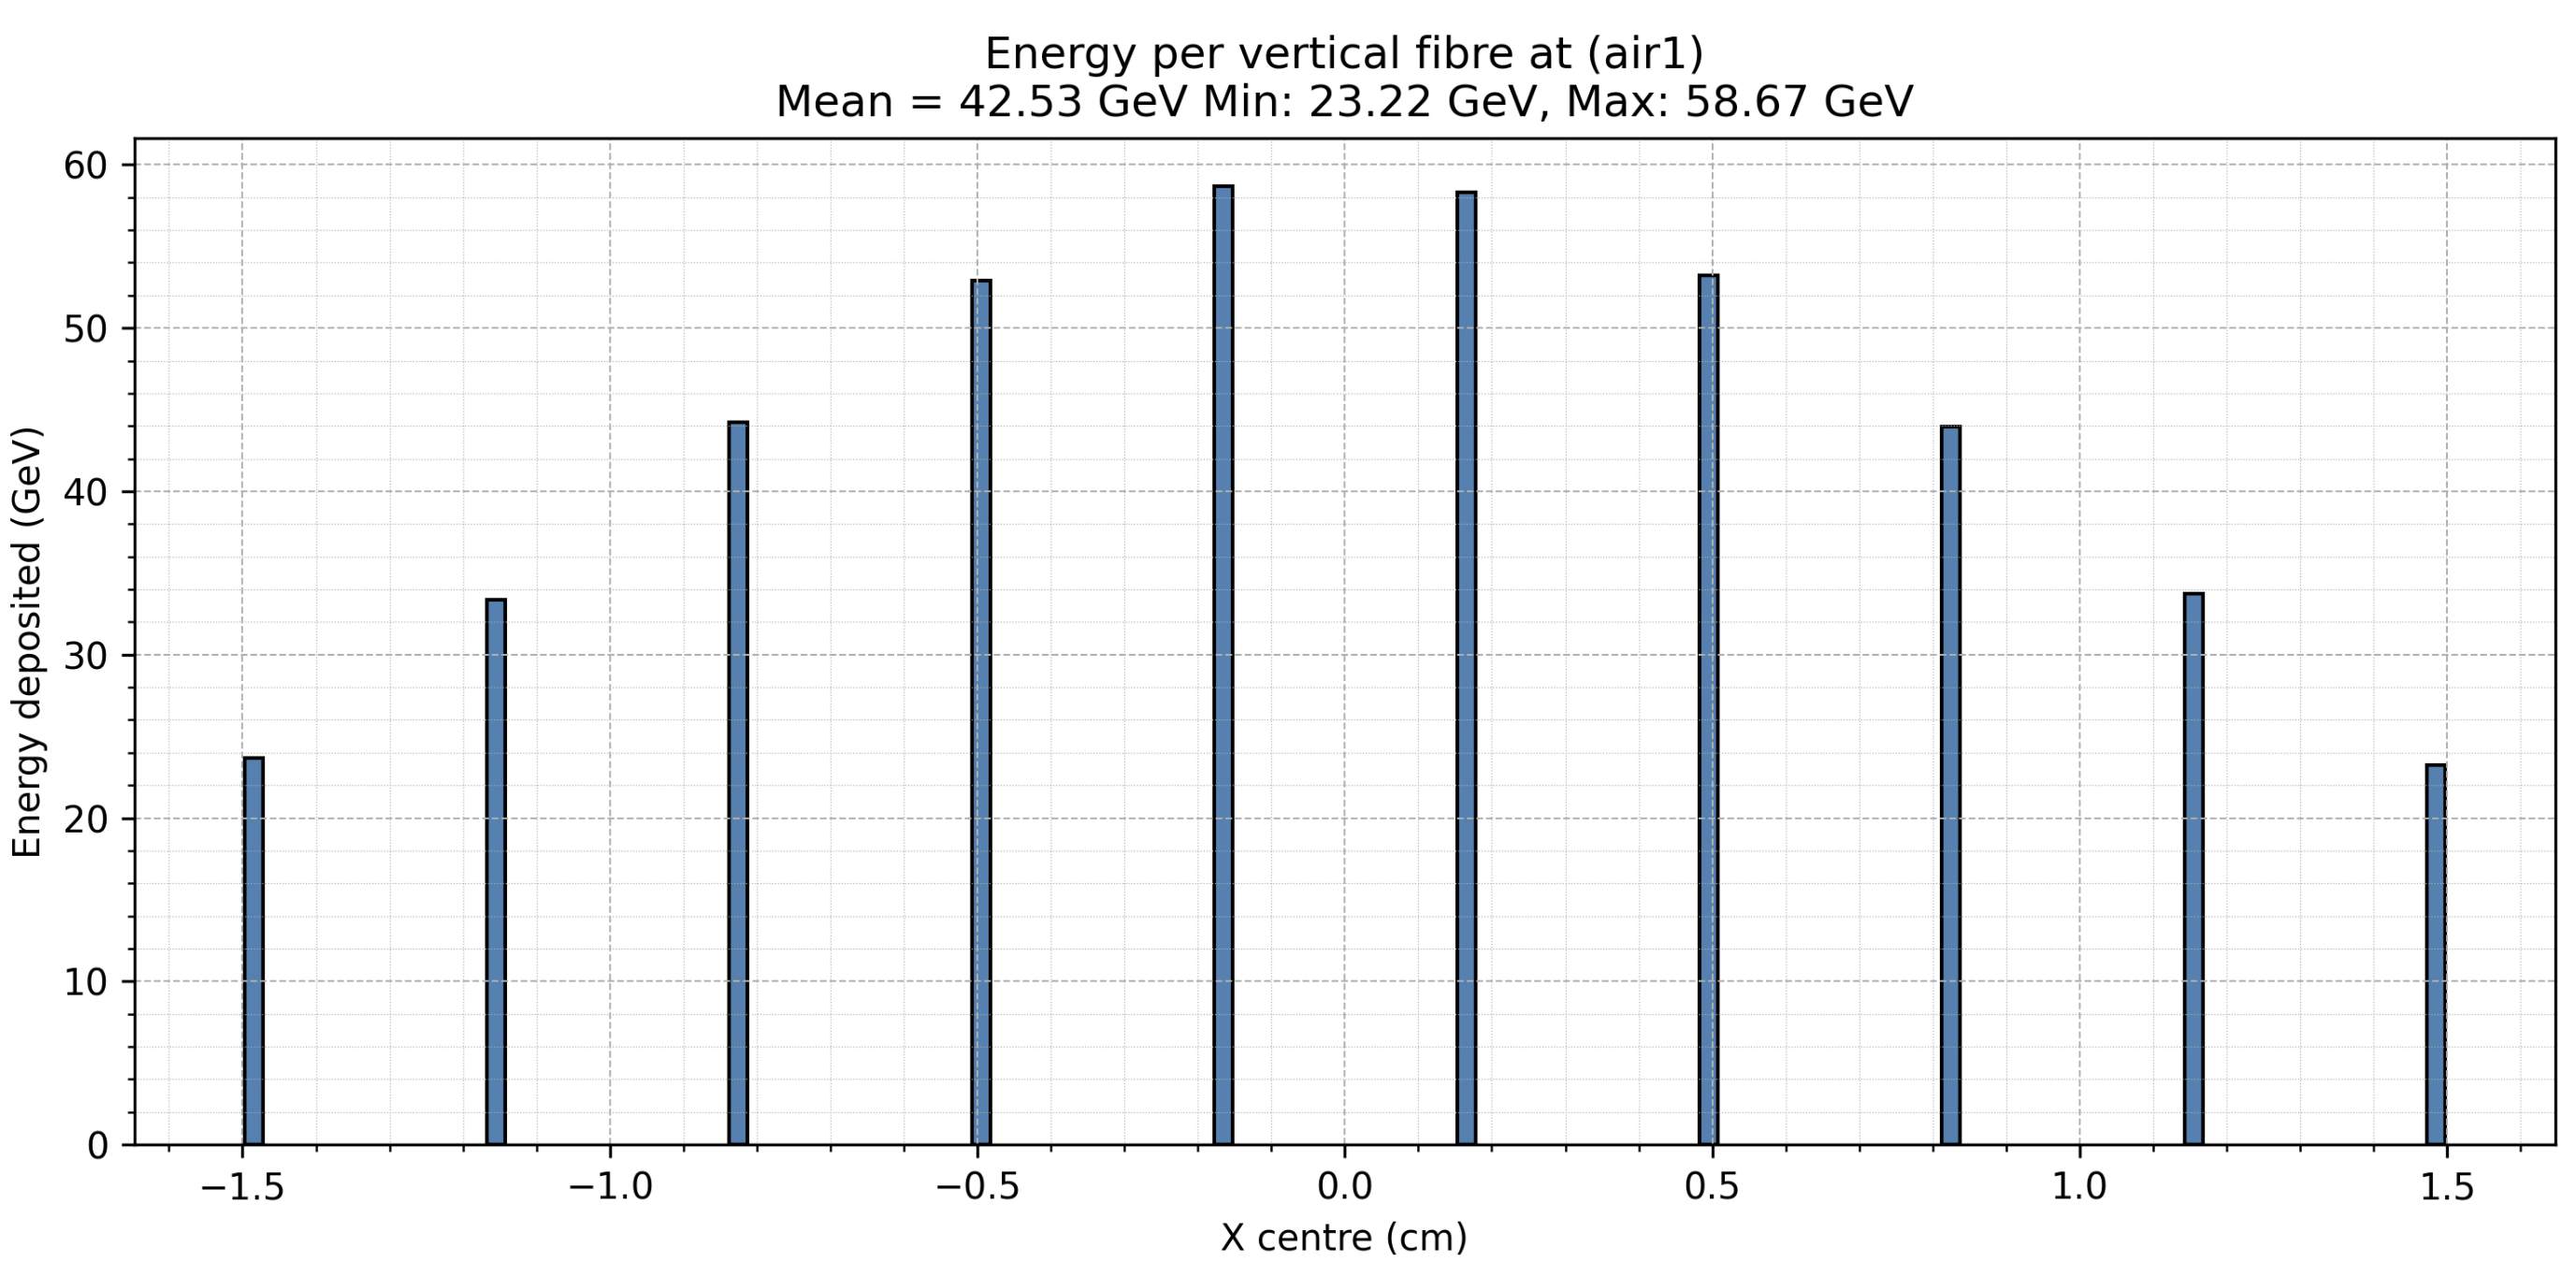 Energy per vertical fibre at (air1)
Mean = 42.53 GeV Min: 23.22 GeV, Max: 58.67 GeV
Energy deposited (GeV)
60
50
40
30
20
10
0
−1.5 −1.0 −0.5 0.0 0.5 1.0 1.5
X centre (cm)